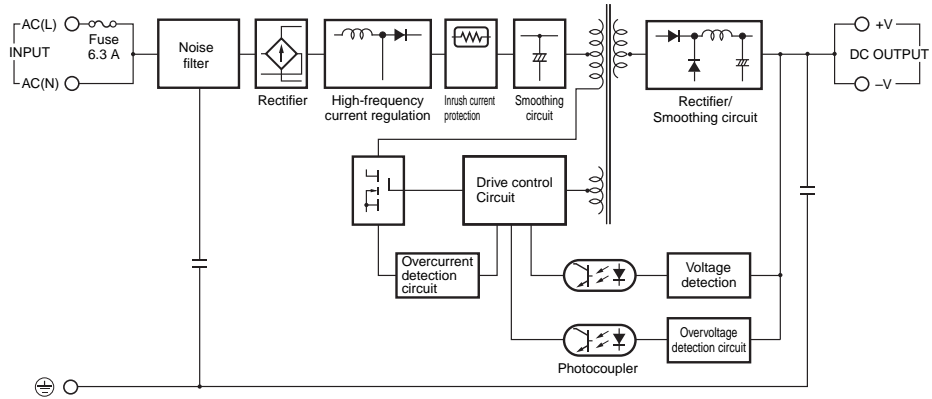 AC(L)
Fuse
6.3 A
INPUT
AC(N)
Noise
filter
Rectifier
High-frequency
current regulation
Inrush current
protection
Smoothing
circuit
Rectifier/
Smoothing circuit
+V
DC OUTPUT
–V
Drive control
Circuit
Overcurrent
detection
circuit
Voltage
detection
Overvoltage
detection circuit
Photocoupler